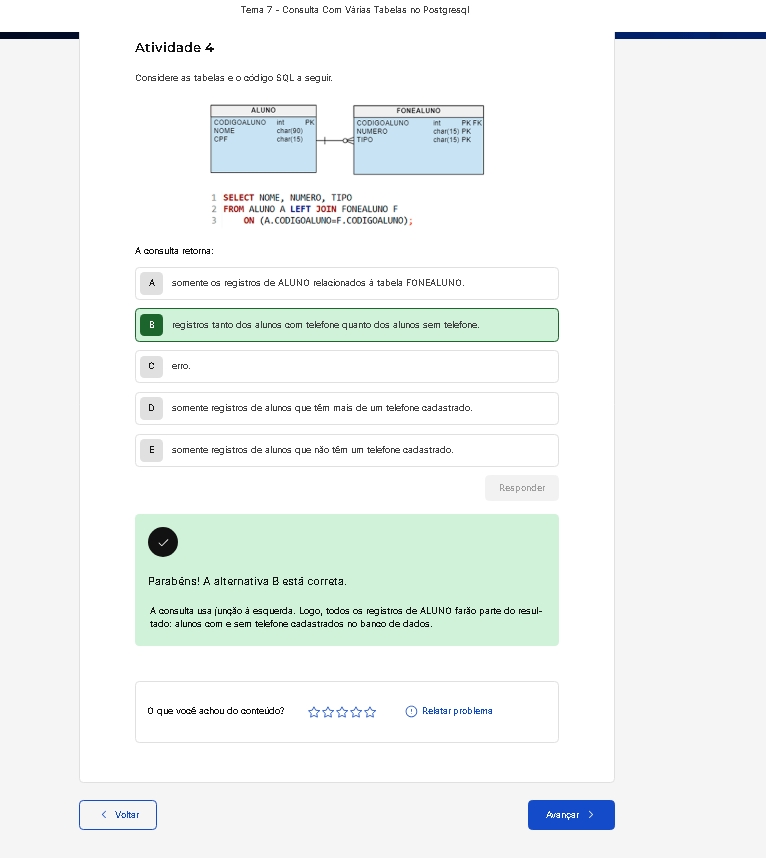 Tema 7 - Consulta Com Várias Tabelas no Postgresql
Atividade 4
Considere as tabelas e o código SQL a seguir.
ALUNO
CODIGOALUNO int PK
NOME char(90)
CPF char(15)
FONEALUNO
CODIGOALUNO int PK FK
NUMERO char(15) PK
TIPO char(15) PK
1 SELECT NOME, NUMERO, TIPO
2 FROM ALUNO A LEFT JOIN FONEALUNO F
3 ON (A.CODIGOALUNO=F.CODIGOALUNO);
A consulta retorna:
A somente os registros de ALUNO relacionados à tabela FONEALUNO.
B registros tanto dos alunos com telefone quanto dos alunos sem telefone.
C erro.
D somente registros de alunos que têm mais de um telefone cadastrado.
E somente registros de alunos que não têm um telefone cadastrado.
Responder
Parabéns! A alternativa B está correta.
A consulta usa junção à esquerda. Logo, todos os registros de ALUNO farão parte do resul-
tado: alunos com e sem telefone cadastrados no banco de dados.
O que você achou do conteúdo? Relatar problema
Voltar Avançar